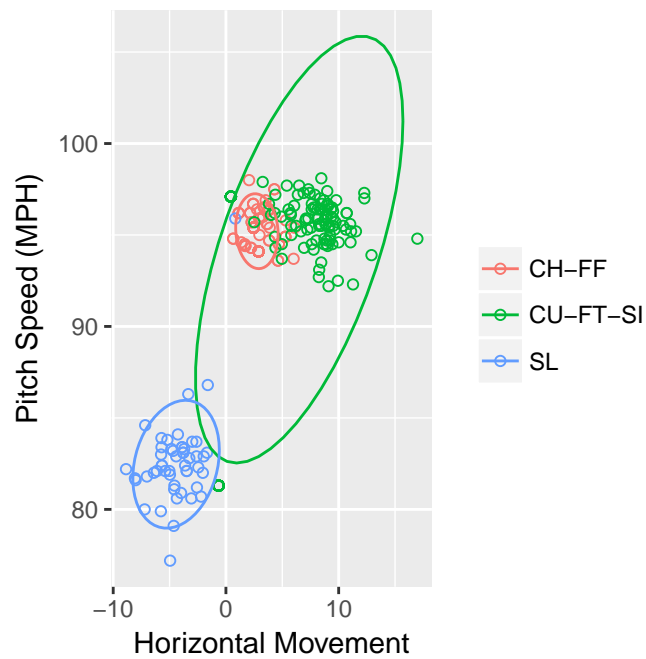 100
90
80
−10
0
10
Pitch Speed (MPH)
Horizontal Movement
CH−FF
CU−FT−SI
SL